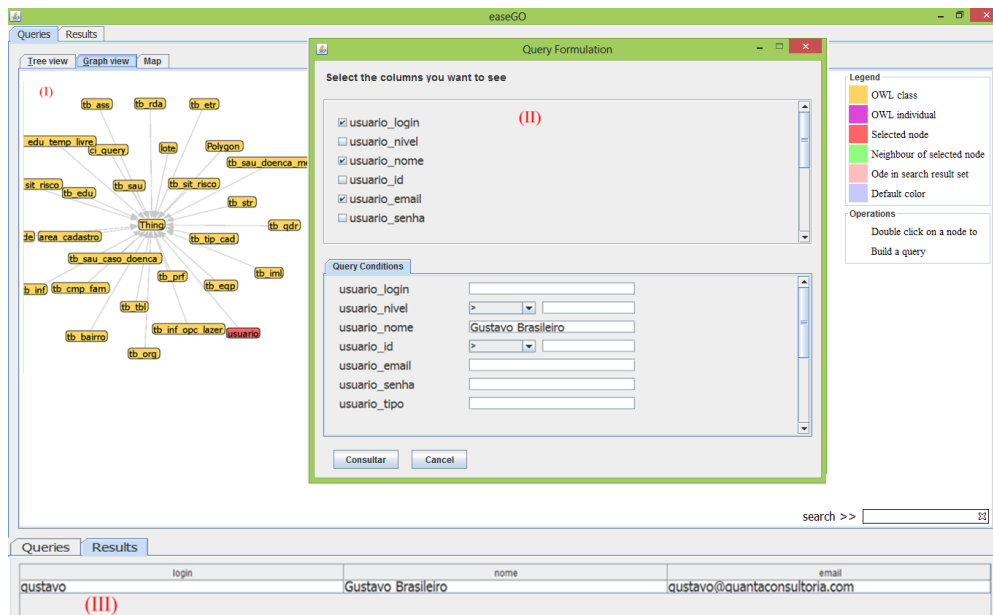 easeGO
Queries Results
Tree view Graph view Map
(I)
tb_ass tb_rda tb_etr
edu_temp_livre
ci_query lote Polygon
tb_sau_doenca_m
sit_risco tb_edu tb_sau tb_sit_risco
tb_str
Thing tb_qdr
area_cadastro tb_tip_cad
tb_sau_caso_doenca
tb_prf tb_iml
b_inf tb_cmp_fam tb_eqp
tb_tbl
tb_bairro tb_inf_opc_lazer usuario
tb_org
Query Formulation
Select the columns you want to see
(II)
usuario_login
usuario_nivel
usuario_nome
usuario_id
usuario_email
usuario_senha
Query Conditions
usuario_login
usuario_nivel >
usuario_nome Gustavo Brasileiro
usuario_id >
usuario_email
usuario_senha
usuario_tipo
Consultar Cancel
Legend
OWL class
OWL individual
Selected node
Neighbour of selected node
Ode in search result set
Default color
Operations
Double click on a node to
Build a query
search >>
Queries Results
login nome email
gustavo Gustavo Brasileiro gustavo@quantaconsultoria.com
(III)